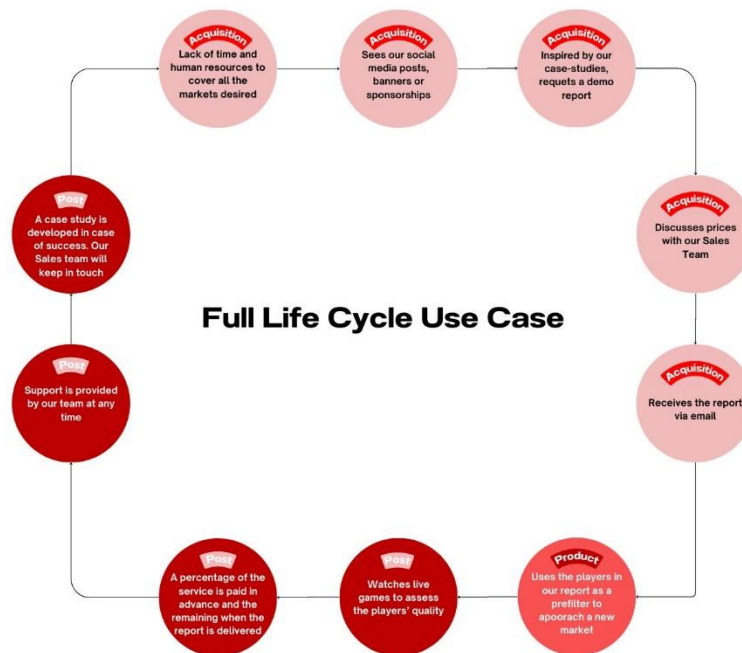 Acquisition
Lack of time and
human resources to
cover all the
markets desired
Acquisition
Sees our social
media posts,
banners or
sponsorships
Acquisition
Inspired by our
case-studies,
requets a demo
report
Acquisition
Discusses prices
with our Sales
Team
Acquisition
Receives the report
via email
Product
Uses the players in
our report as a
prefilter to
apoorach a new
market
Post
Watches live
games to assess
the players' quality
Post
A percentage of the
service is paid in
advance and the
remaining when the
report is delivered
Post
Support is provided
by our team at any
time
Post
A case study is
developed in case
of success. Our
Sales team will
keep in touch
Full Life Cycle Use Case